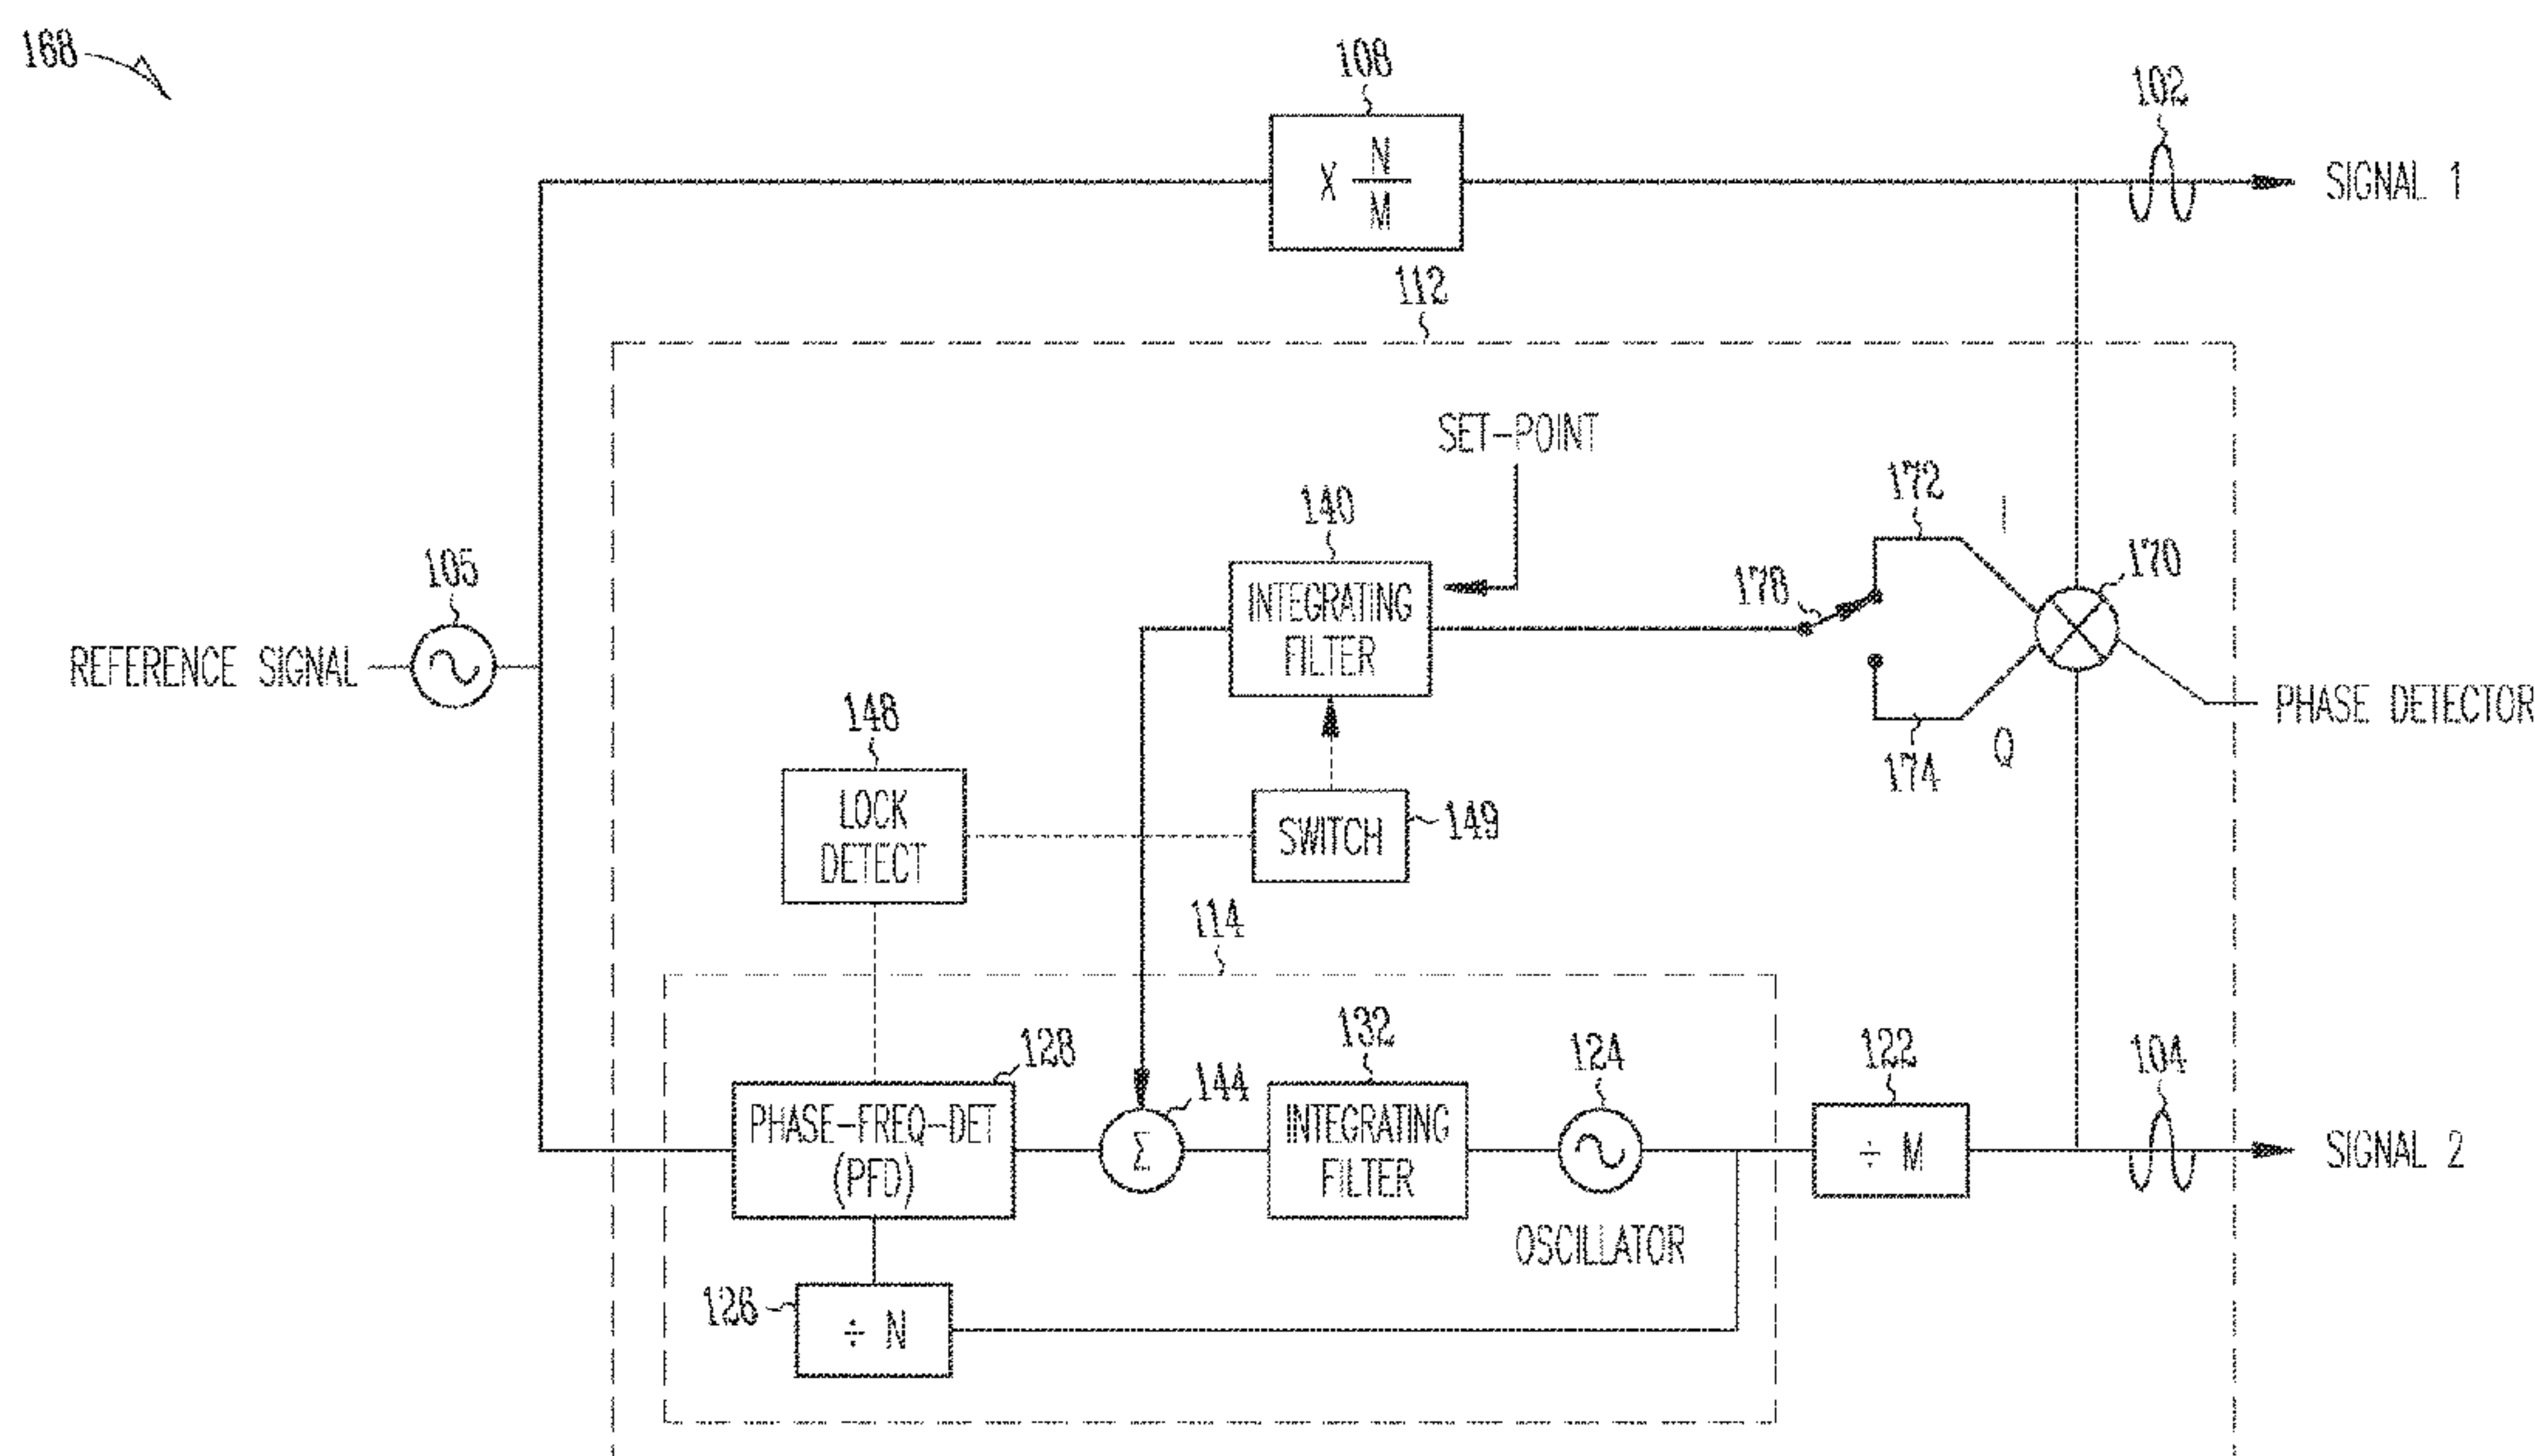 168
108
X N
M
102
SIGNAL 1
112
SET-POINT
140
INTEGRATING
FILTER
172
I
170
178
105
REFERENCE SIGNAL
PHASE DETECTOR
174
Q
148
LOCK
DETECT
SWITCH
149
114
128
PHASE-FREQ-DET
(PFD)
144
Σ
132
INTEGRATING
FILTER
124
OSCILLATOR
122
÷ M
104
SIGNAL 2
126
÷ N